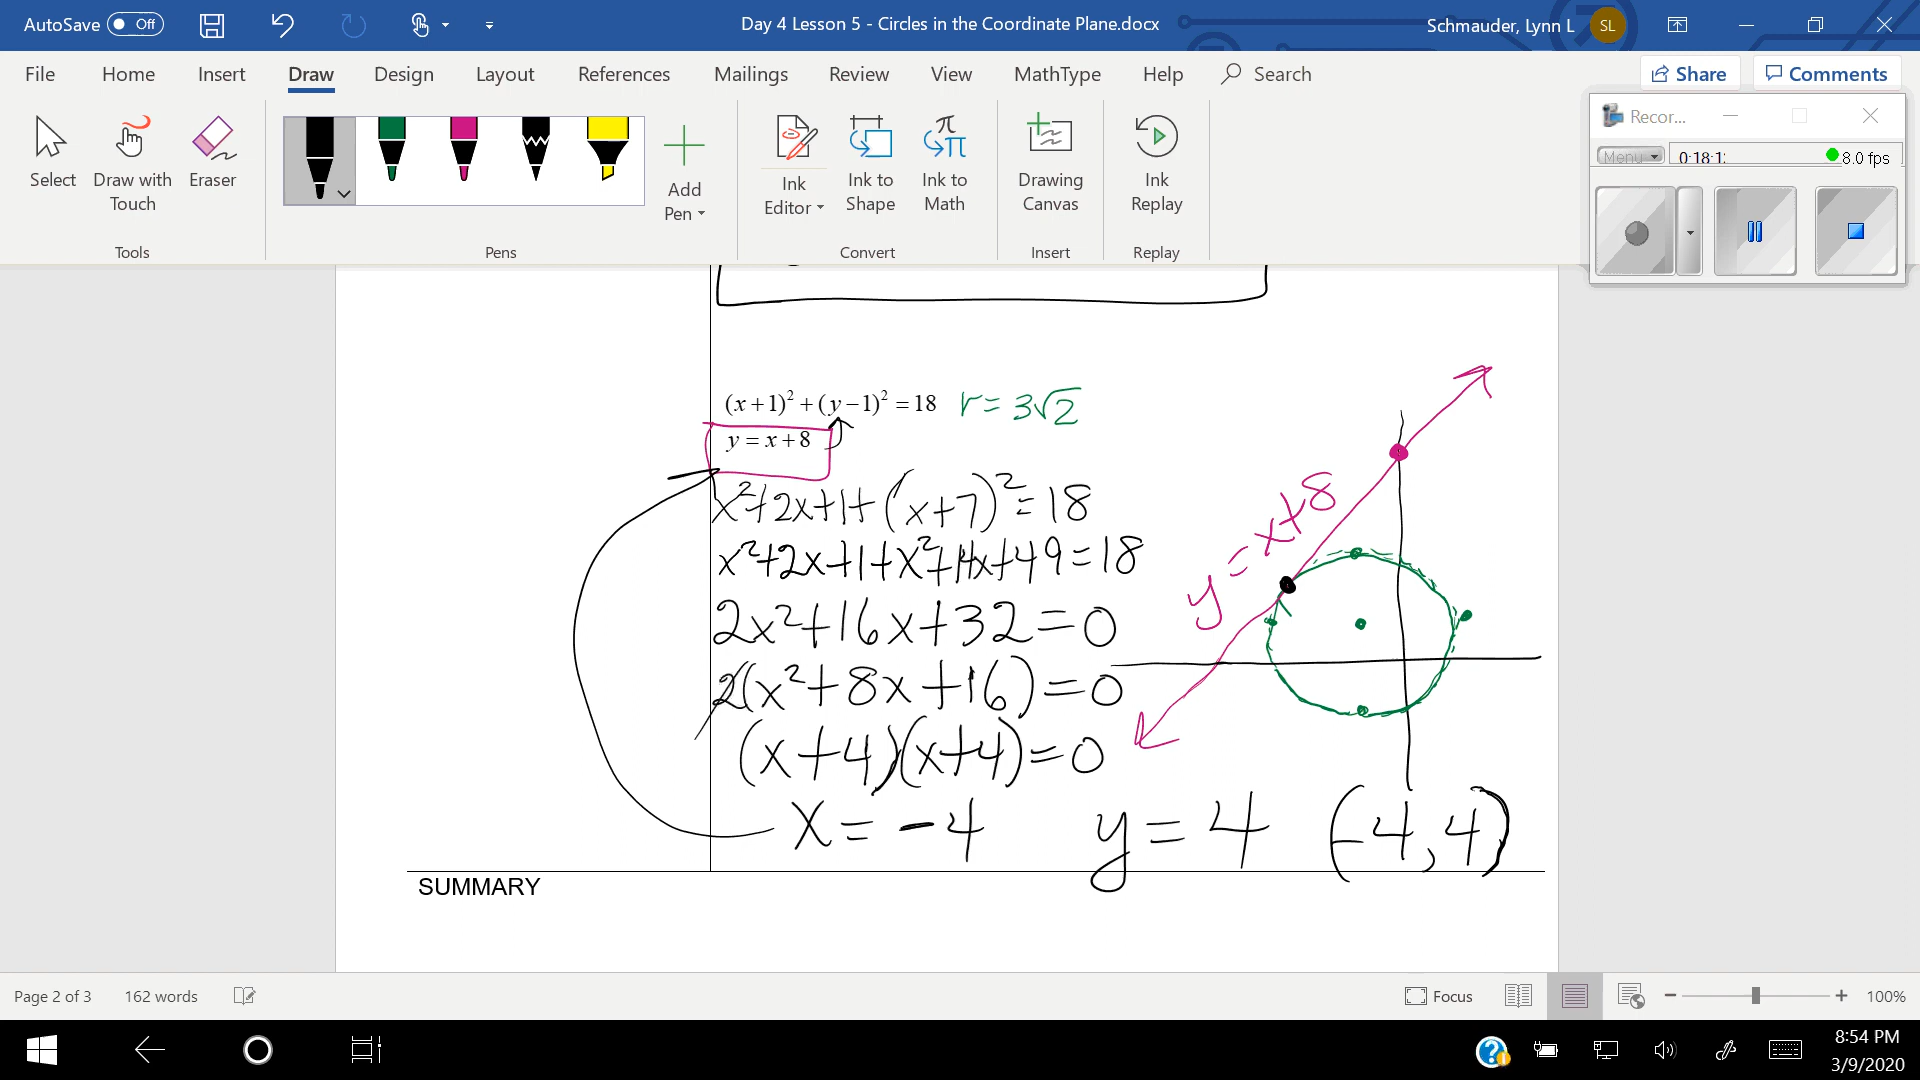 AutoSave Off
Day 4 Lesson 5 - Circles in the Coordinate Plane.docx
Schmauder, Lynn L SL
File Home Insert Draw Design Layout References Mailings Review View MathType Help Search
Share Comments
Select
Draw with Touch
Eraser
Add Pen
Ink Editor
Ink to Shape
Ink to Math
Drawing Canvas
Ink Replay
Tools
Pens
Convert
Insert
Replay
Recor...
Menu 0:18:1 8.0 fps
(x+1)² + (y−1)² = 18 r = 3√2
y = x+8
x²+2x+1+(x+7)²=18
x²+2x+1+x²+14x+49=18
2x²+16x+32=0
2(x²+8x+16)=0
(x+4)(x+4)=0
x=-4 y=4 (-4,4)
y=x+8
SUMMARY
Page 2 of 3 162 words
Focus
100%
8:54 PM
3/9/2020